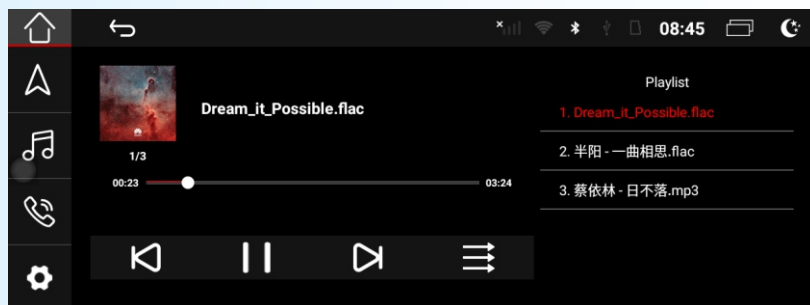 08:45
Dream_it_Possible.flac
1/3
00:23
03:24
Playlist
1. Dream_it_Possible.flac
2. 半阳 - 一曲相思.flac
3. 蔡依林 - 日不落.mp3